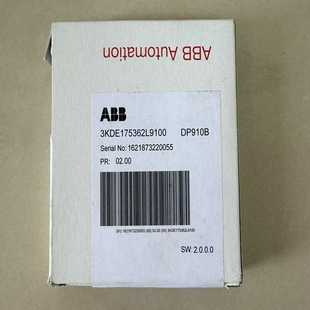 ABB Automation
ABB
3KDE175362L9100 DP910B
Serial No: 1621873220055
PR: 02.00
SW: 2.0.0.0